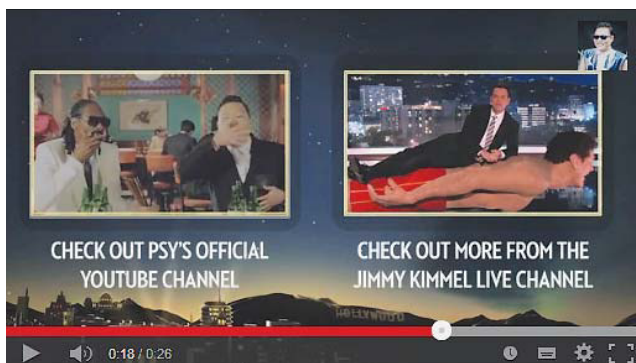 CHECK OUT PSY'S OFFICIAL
YOUTUBE CHANNEL
CHECK OUT MORE FROM THE
JIMMY KIMMEL LIVE CHANNEL
HOLLYWOOD
0:18 / 0:26